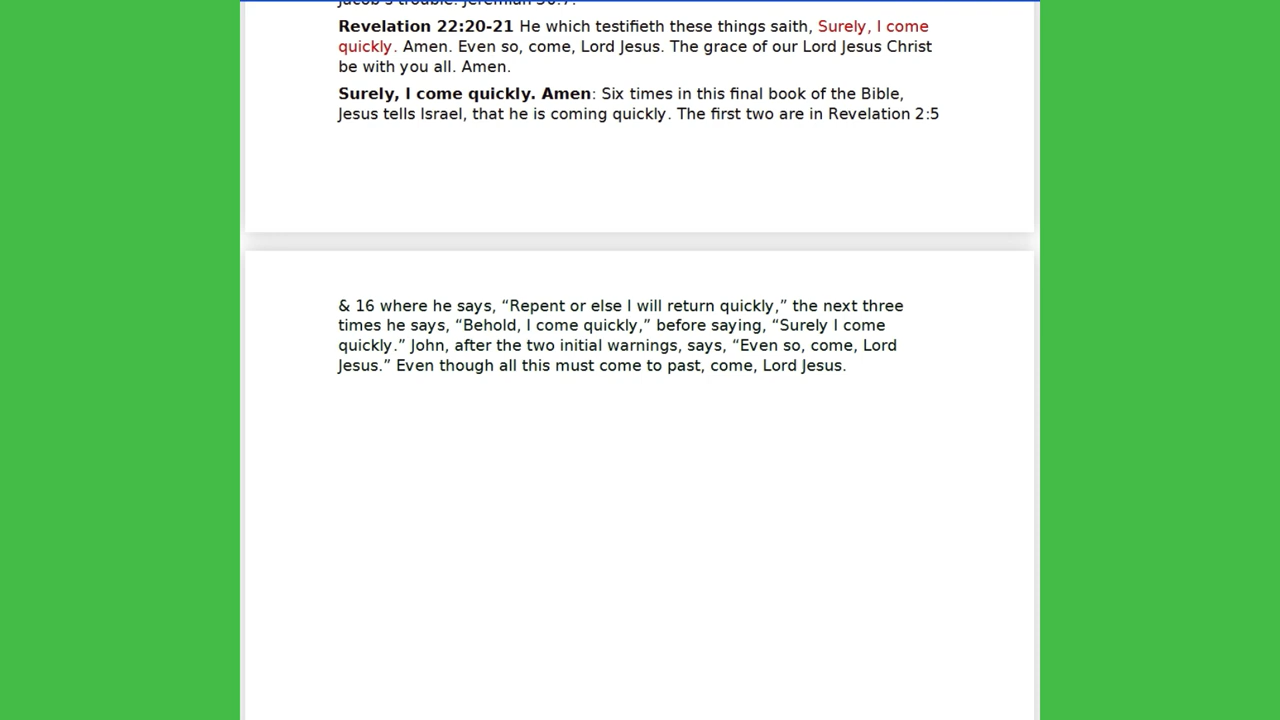 Jacob's trouble. Jeremiah 30:7.
Revelation 22:20-21 He which testifieth these things saith, Surely, I come
quickly. Amen. Even so, come, Lord Jesus. The grace of our Lord Jesus Christ
be with you all. Amen.
Surely, I come quickly. Amen: Six times in this final book of the Bible,
Jesus tells Israel, that he is coming quickly. The first two are in Revelation 2:5
& 16 where he says, “Repent or else I will return quickly,” the next three
times he says, “Behold, I come quickly,” before saying, “Surely I come
quickly.” John, after the two initial warnings, says, “Even so, come, Lord
Jesus.” Even though all this must come to past, come, Lord Jesus.